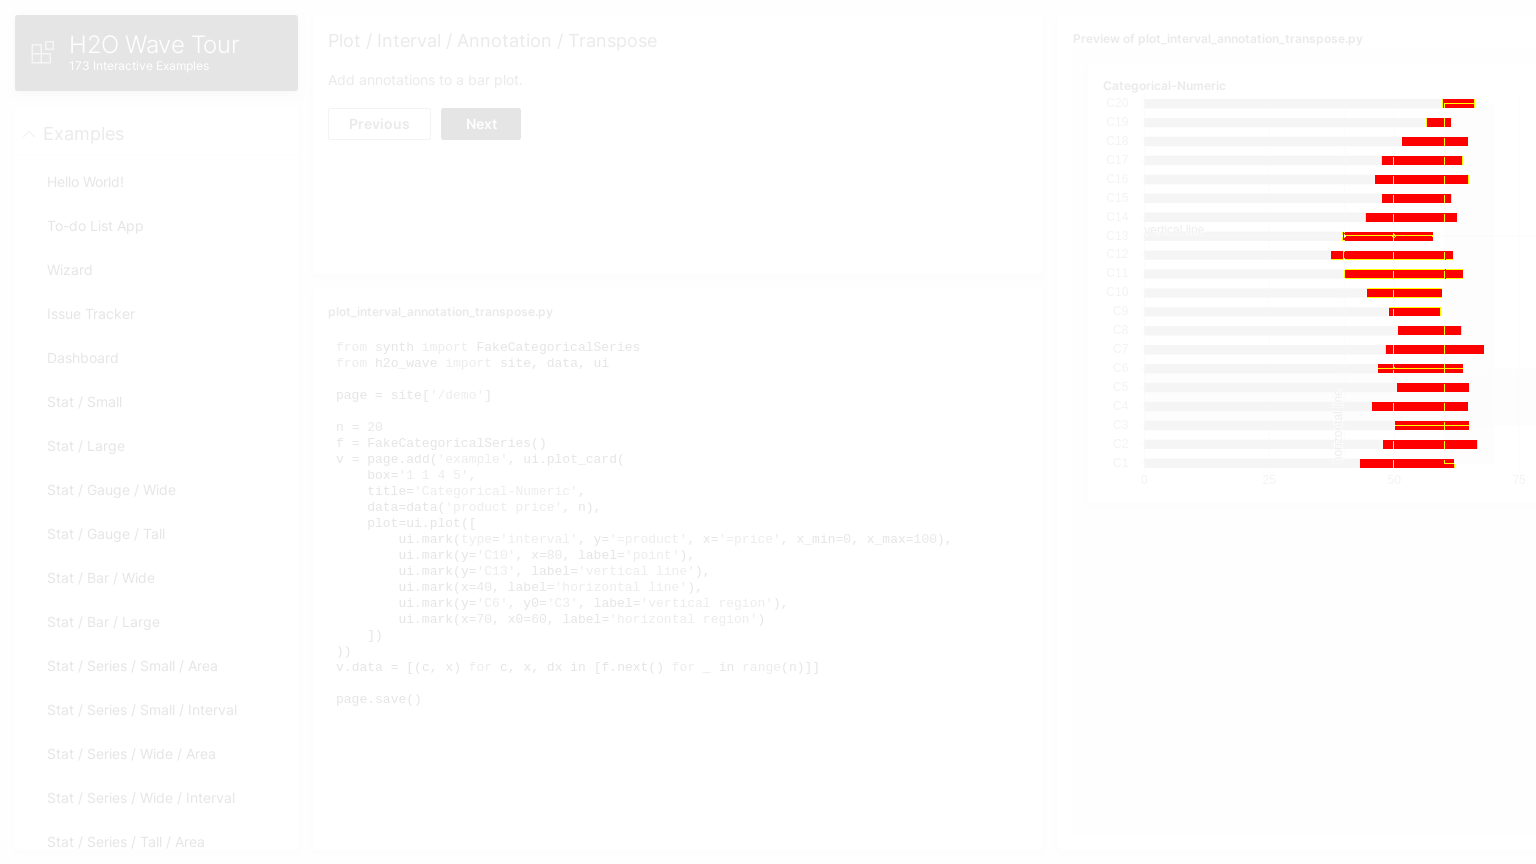 H2O Wave Tour
173 Interactive Examples
Examples
Hello World!
To-do List App
Wizard
Issue Tracker
Dashboard
Stat / Small
Stat / Large
Stat / Gauge / Wide
Stat / Gauge / Tall
Stat / Bar / Wide
Stat / Bar / Large
Stat / Series / Small / Area
Stat / Series / Small / Interval
Stat / Series / Wide / Area
Stat / Series / Wide / Interval
Stat / Series / Tall / Area
Plot / Interval / Annotation / Transpose
Add annotations to a bar plot.
Previous
Next
plot_interval_annotation_transpose.py
from synth import FakeCategoricalSeries
from h2o_wave import site, data, ui
page = site['/demo']
n = 20
f = FakeCategoricalSeries()
v = page.add('example', ui.plot_card(
box='1 1 4 5',
title='Categorical-Numeric',
data=data('product price', n),
plot=ui.plot([
ui.mark(type='interval', y='=product', x='=price', x_min=0, x_max=100),
ui.mark(y='C10', x=80, label='point'),
ui.mark(y='C13', label='vertical line'),
ui.mark(x=40, label='horizontal line'),
ui.mark(y='C6', y0='C3', label='vertical region'),
ui.mark(x=70, x0=60, label='horizontal region')
])
))
v.data = [(c, x) for c, x, dx in [f.next() for _ in range(n)]]
page.save()
Preview of plot_interval_annotation_transpose.py
Categorical-Numeric
C20
C19
C18
C17
C16
C15
C14
vertical line
C13
C12
C11
C10
C9
C8
C7
C6
C5
C4
C3
C2
C1
horizontal line
0
25
50
75